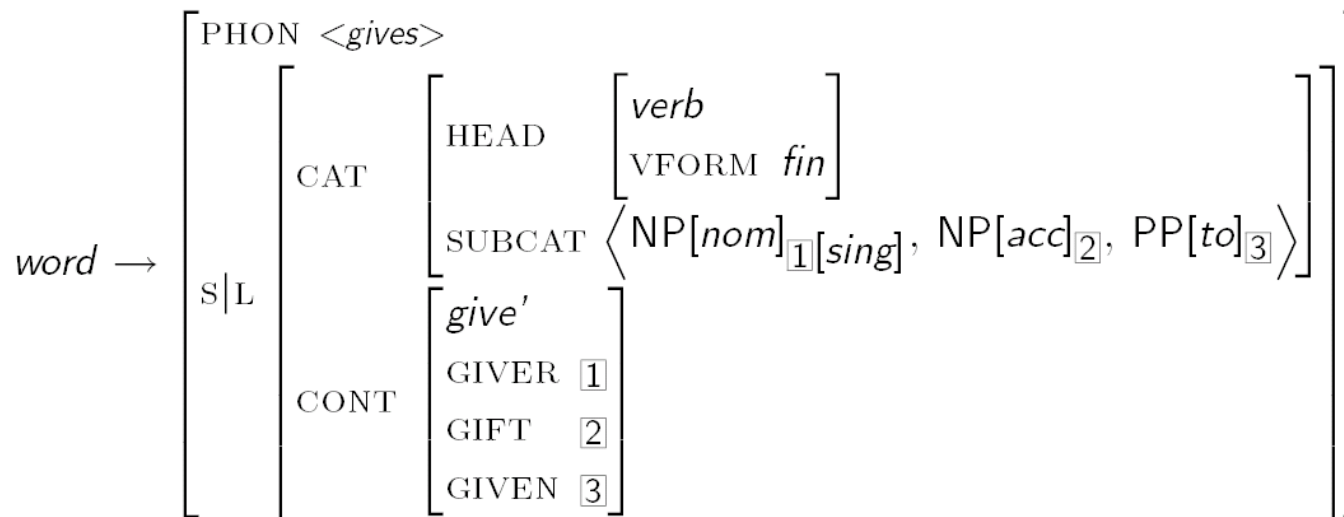 PHON <gives>
verb
HEAD
VFORM fin
CAT
SUBCAT ⟨NP[nom]1[sing], NP[acc]2, PP[to]3⟩
word →
S|L
give'
GIVER 1
CONT
GIFT 2
GIVEN 3